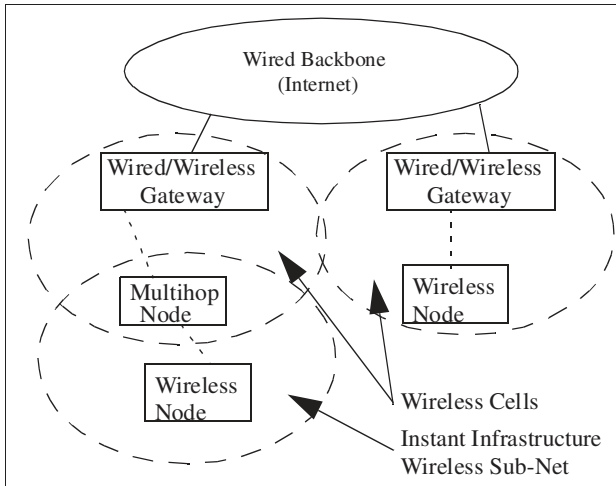 Wired Backbone
(Internet)
Wired/Wireless
Gateway
Wired/Wireless
Gateway
Multihop
Node
Wireless
Node
Wireless
Node
Wireless Cells
Instant Infrastructure
Wireless Sub-Net